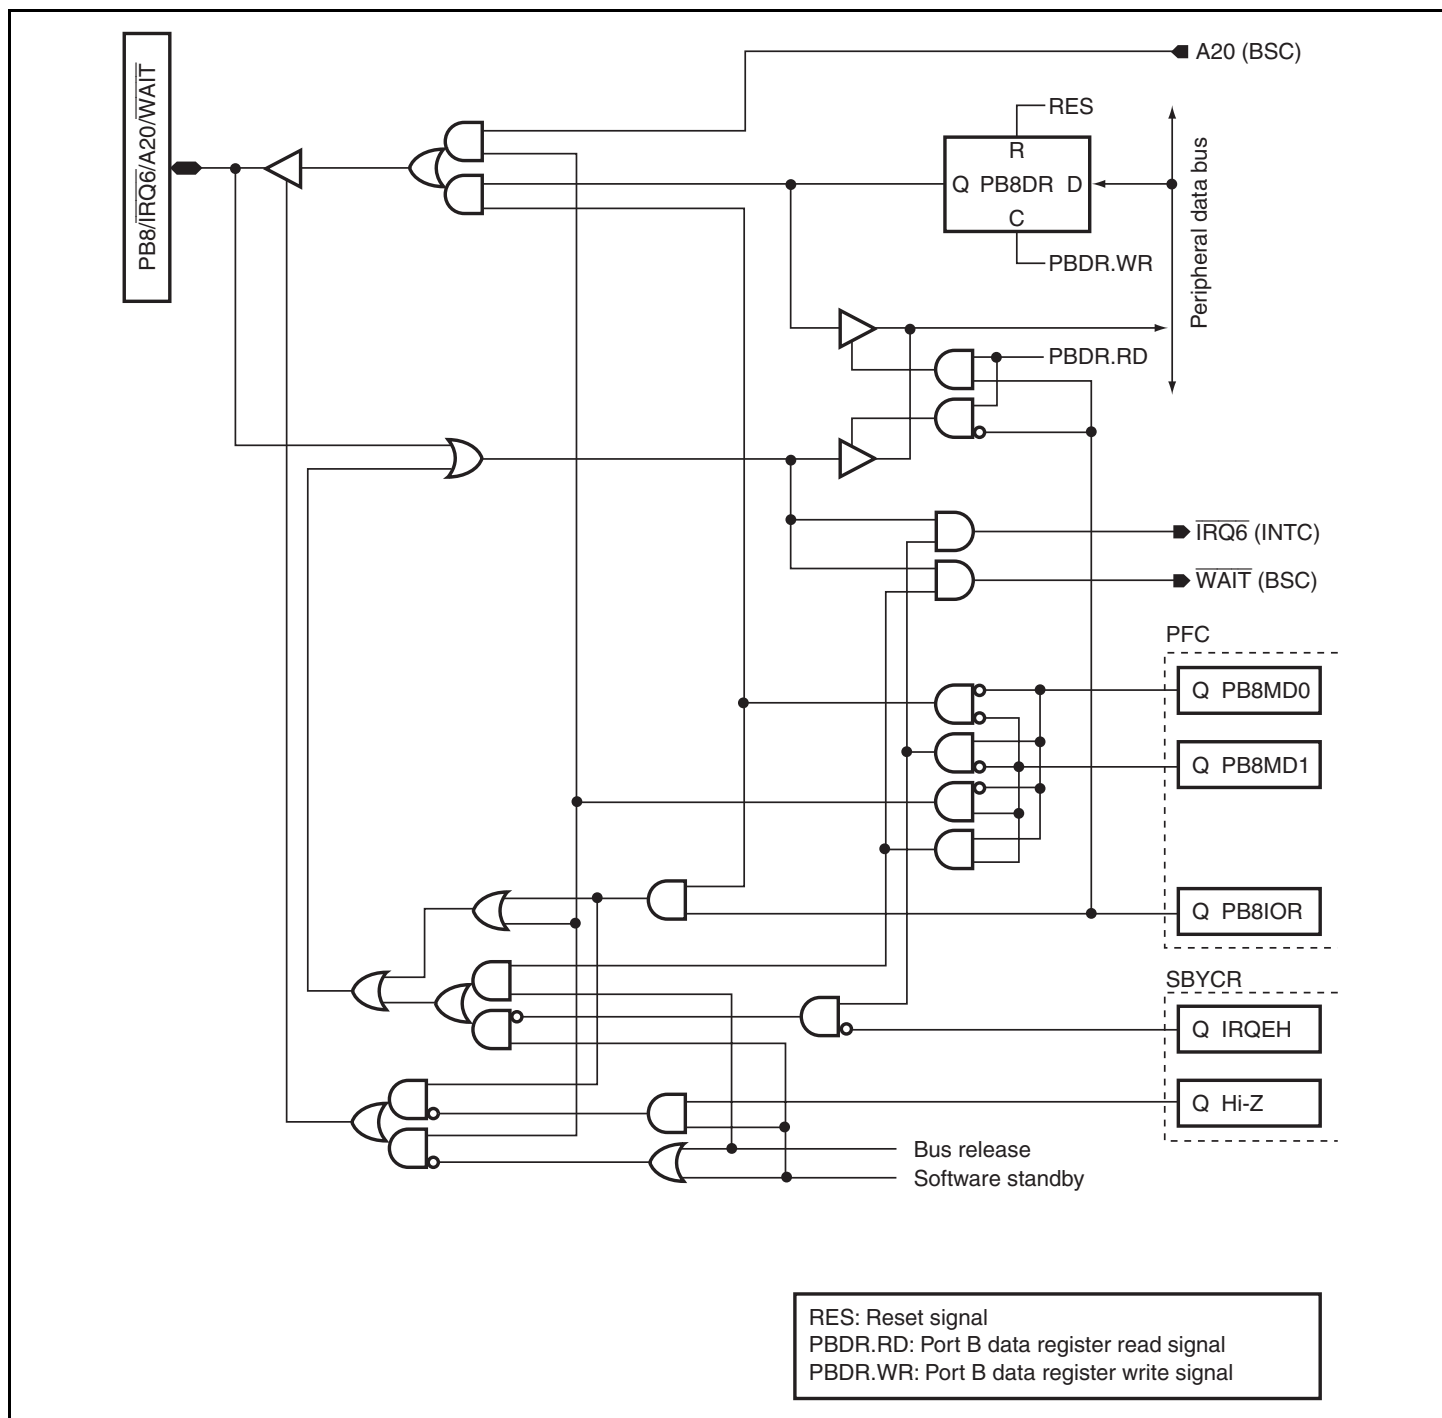 PB8/IRQ6/A20/WAIT
A20 (BSC)
RES
R
Q PB8DR D
C
PBDR.WR
Peripheral data bus
PBDR.RD
IRQ6 (INTC)
WAIT (BSC)
PFC
Q PB8MD0
Q PB8MD1
Q PB8IOR
SBYCR
Q IRQEH
Q Hi-Z
Bus release
Software standby
RES: Reset signal
PBDR.RD: Port B data register read signal
PBDR.WR: Port B data register write signal